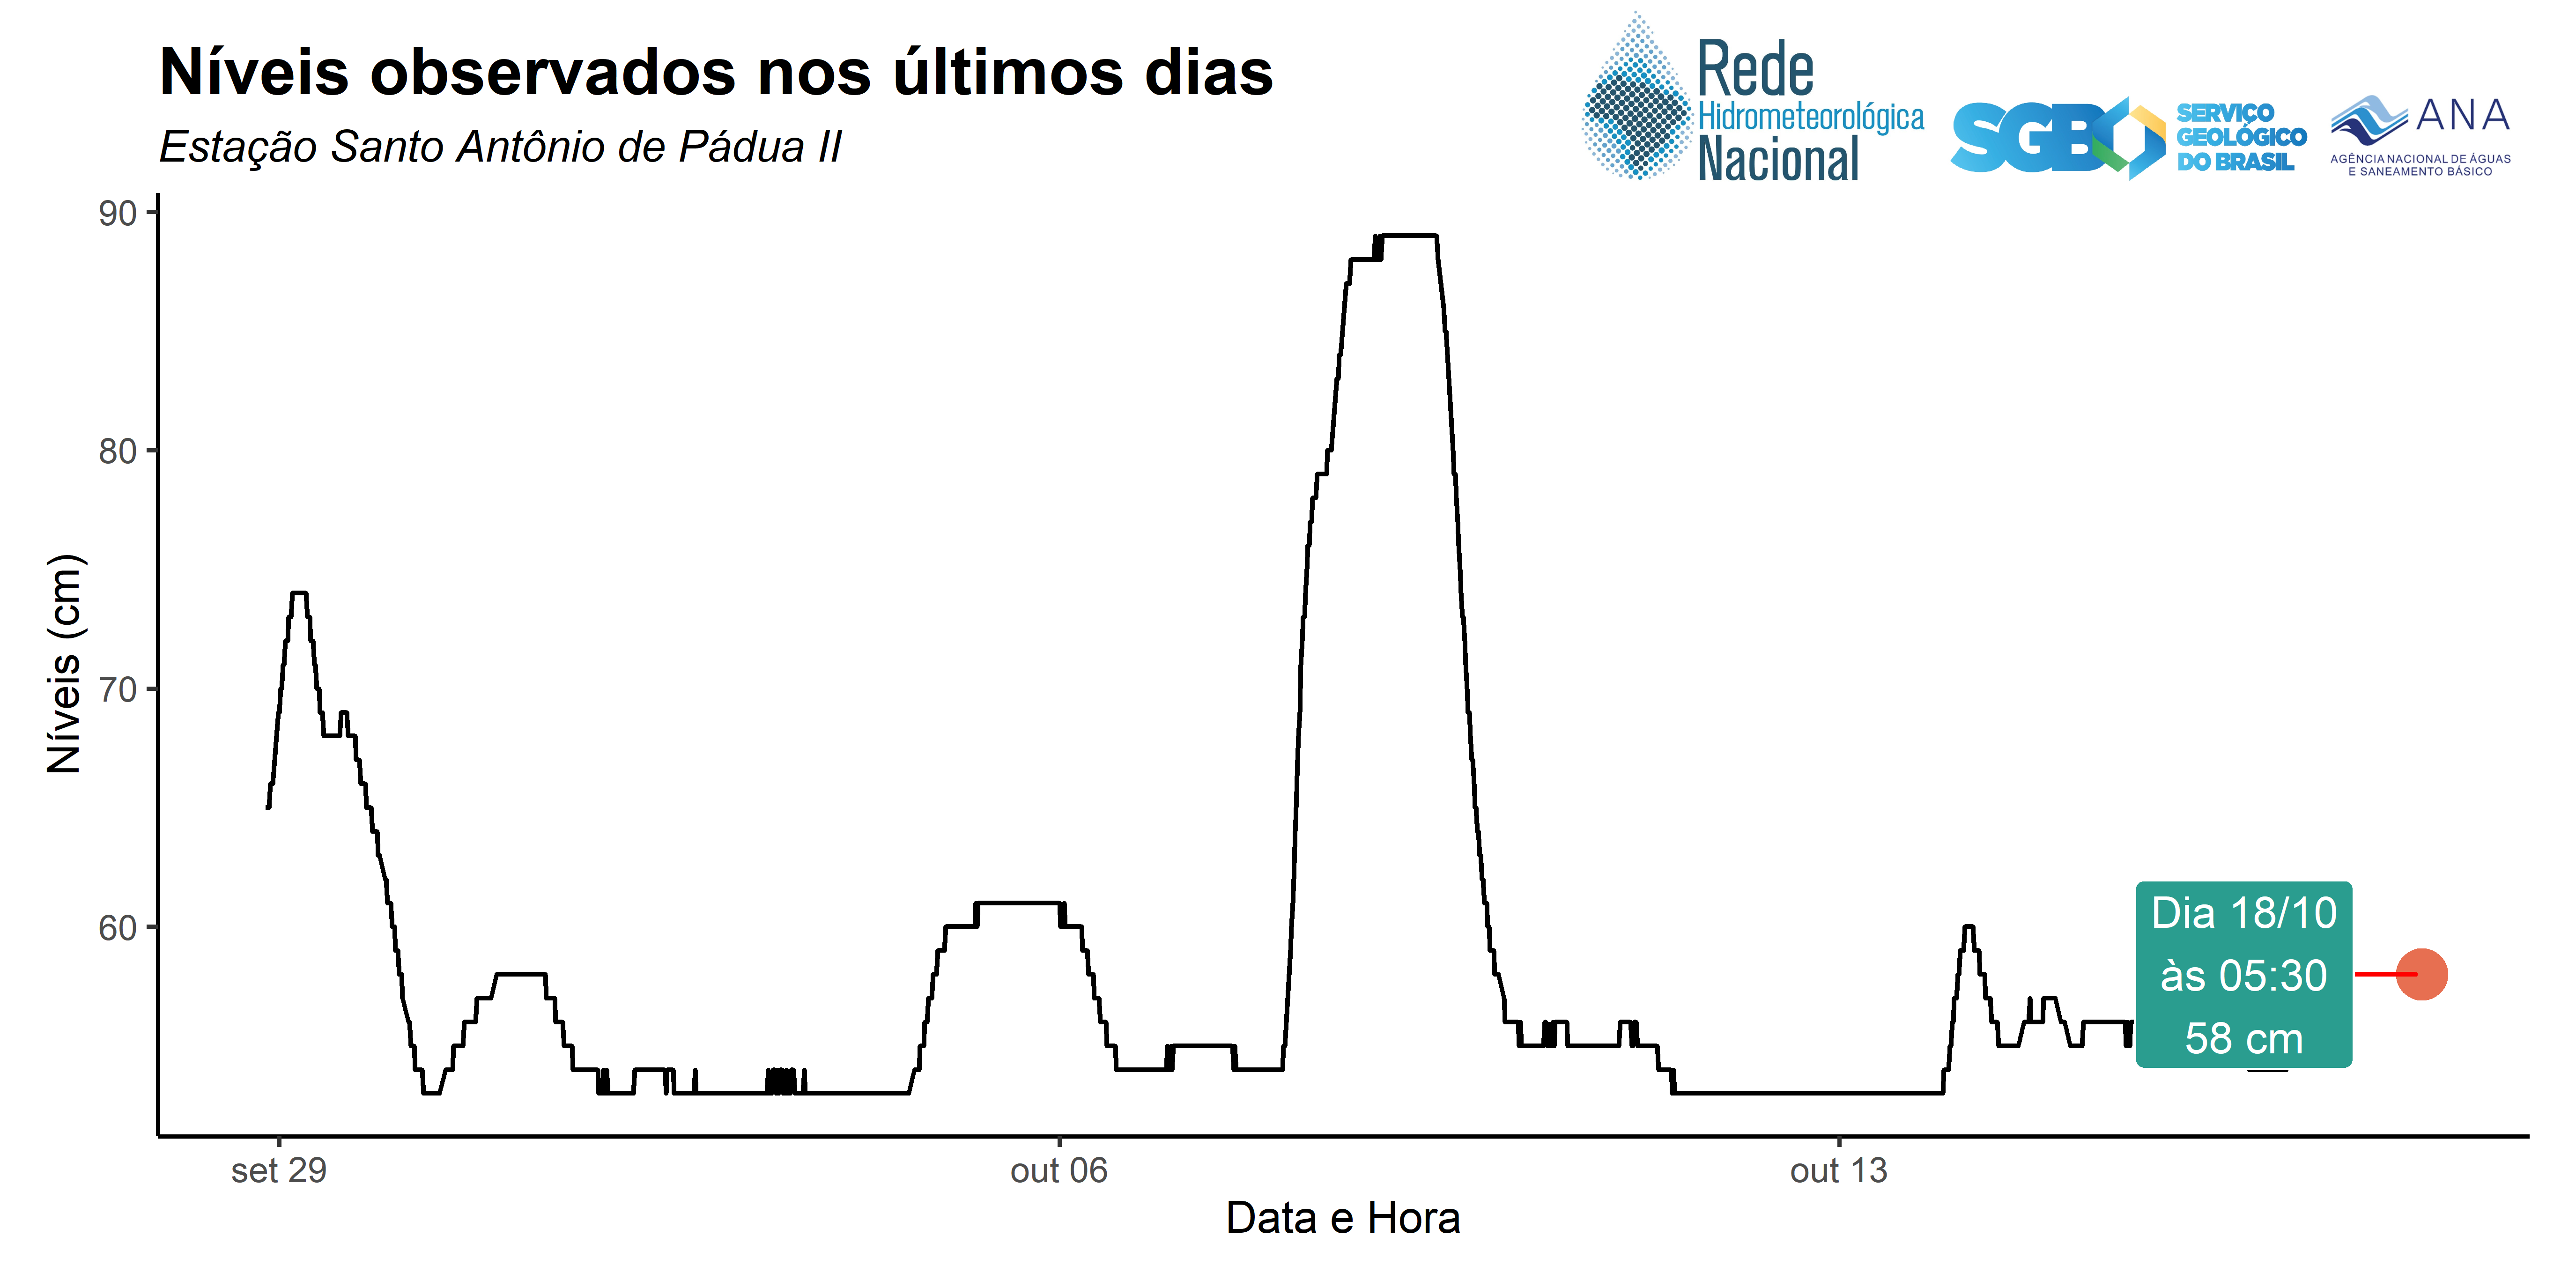 Níveis observados nos últimos dias
Estação Santo Antônio de Pádua II
Rede
Hidrometeorológica
Nacional
SGB
SERVIÇO
GEOLÓGICO
DO BRASIL
ANA
AGÊNCIA NACIONAL DE ÁGUAS
E SANEAMENTO BÁSICO
Níveis (cm)
90
80
70
60
Dia 18/10
às 05:30
58 cm
set 29
out 06
out 13
Data e Hora